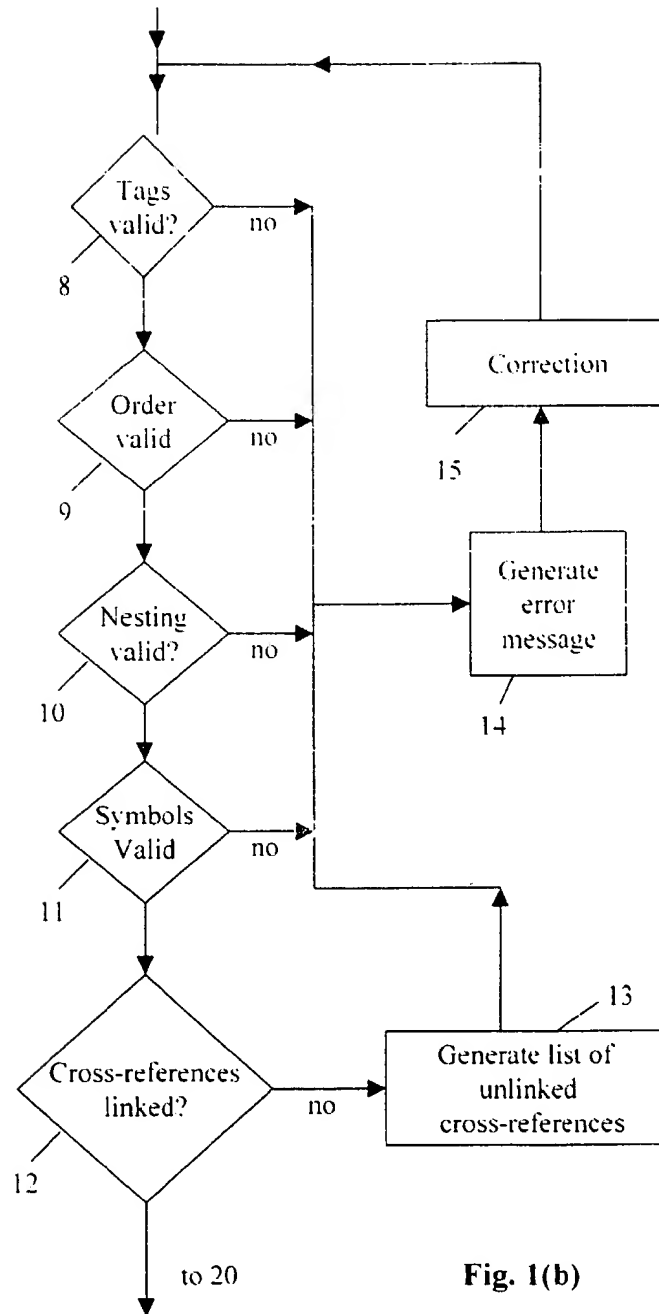 Tags
valid?
no
8
Correction
Order
valid
no
15
9
Generate
error
message
Nesting
valid?
no
10
14
Symbols
Valid
no
11
13
Generate list of
unlinked
cross-references
Cross-references
linked?
no
12
to 20
Fig. 1(b)